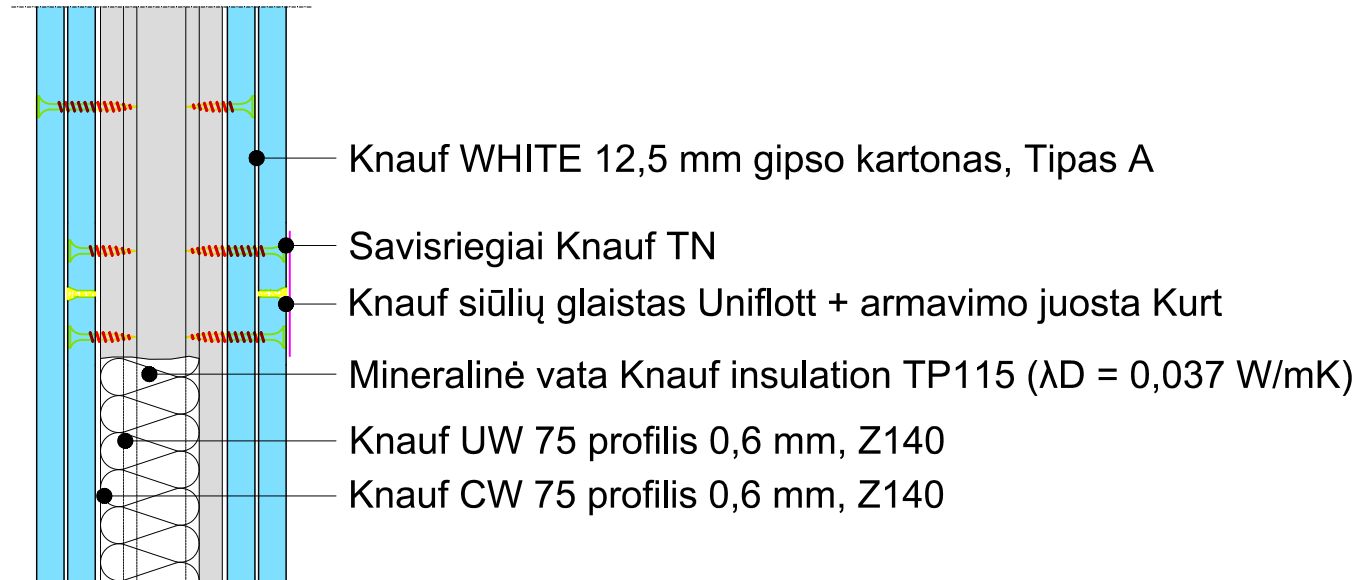 Knauf WHITE 12,5 mm gipso kartonas, Tipas A
Savisriegiai Knauf TN
Knauf siūlių glaistas Uniflott + armavimo juosta Kurt
Mineralinė vata Knauf insulation TP115 (λD = 0,037 W/mK)
Knauf UW 75 profilis 0,6 mm, Z140
Knauf CW 75 profilis 0,6 mm, Z140